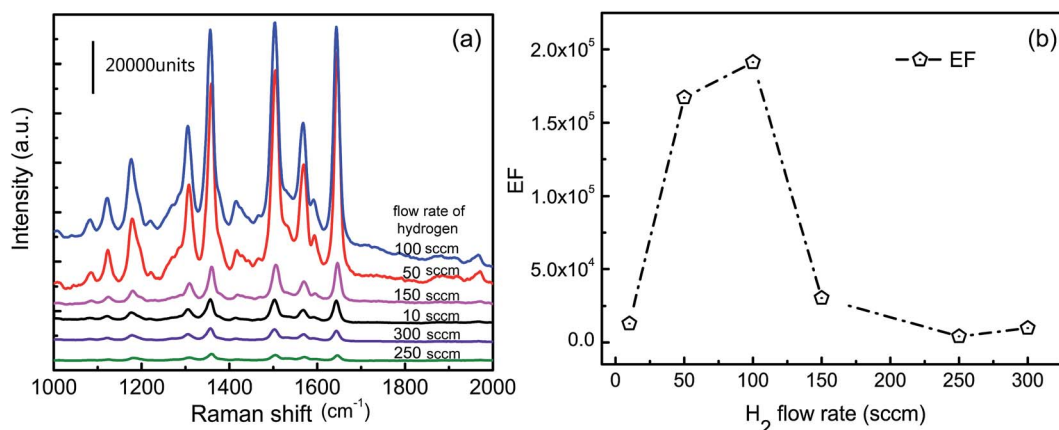 (a)
20000units
Intensity (a.u.)
flow rate of
hydrogen
100 sccm
50 sccm
150 sccm
10 sccm
300 sccm
250 sccm
1000 1200 1400 1600 1800 2000
Raman shift (cm⁻¹)
(b)
EF
2.0x10⁵
1.5x10⁵
1.0x10⁵
5.0x10⁴
0.0
EF
0 50 100 150 200 250 300
H₂ flow rate (sccm)